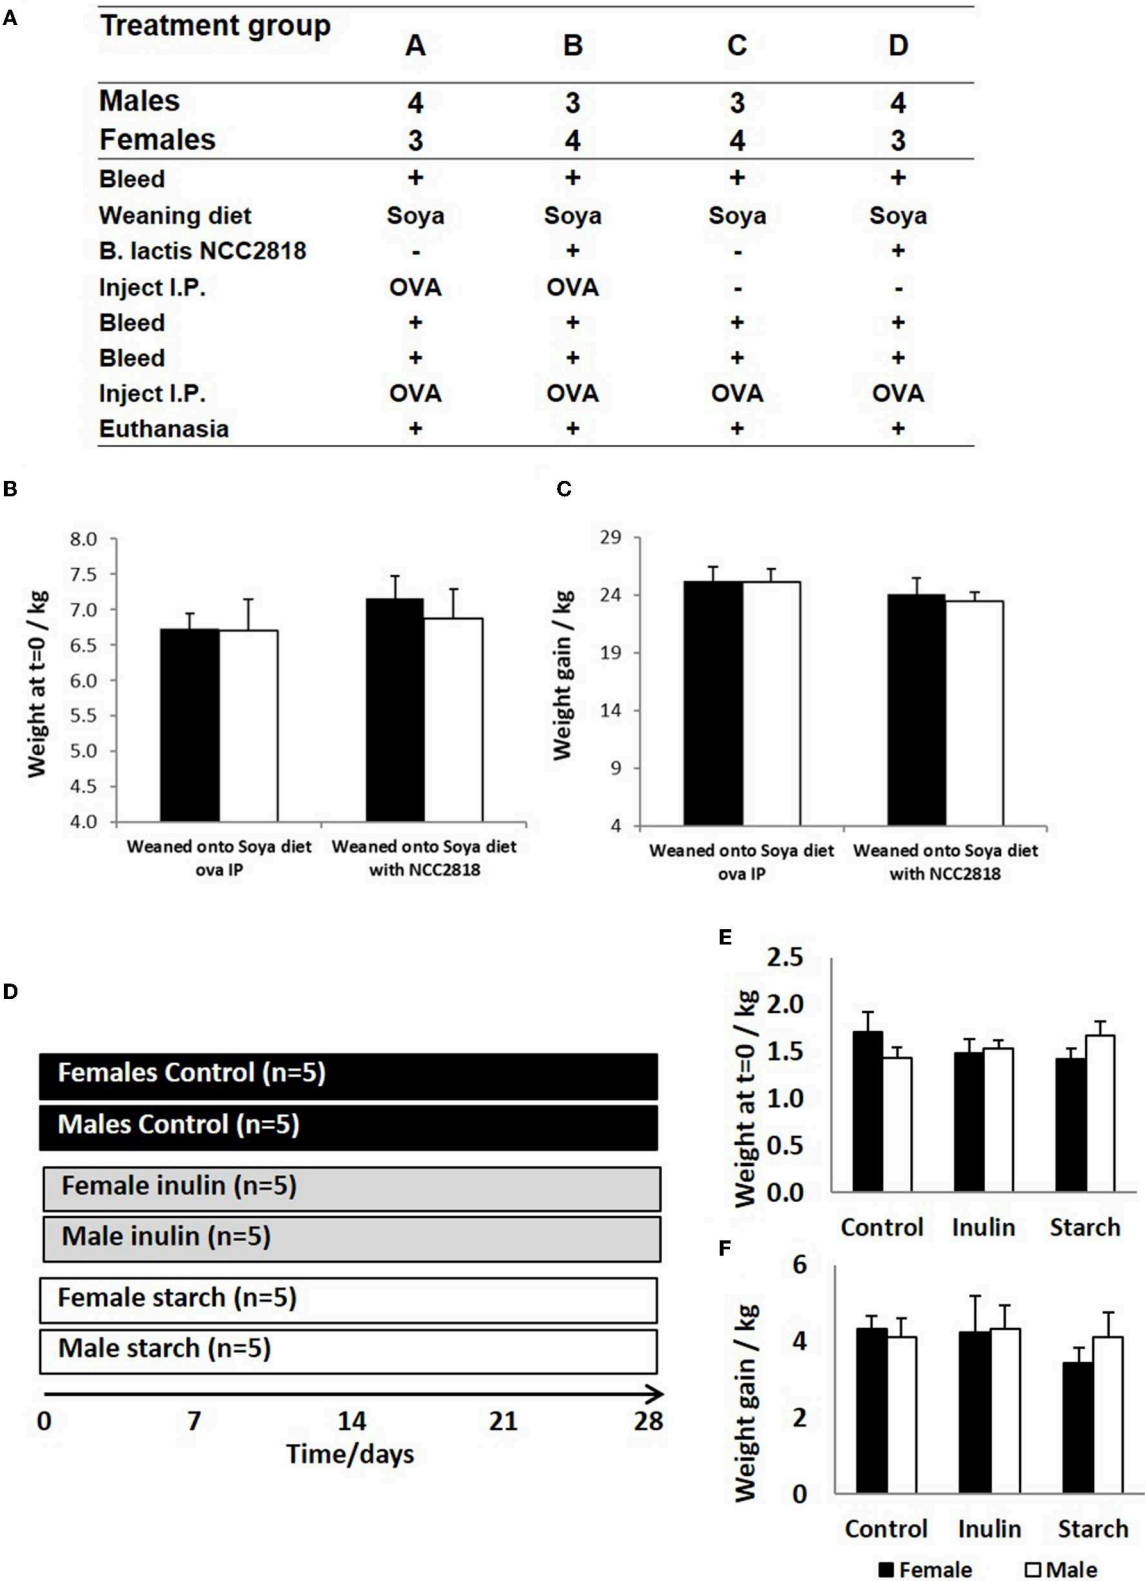 A
Treatment group
A B C D
Males 4 3 3 4
Females 3 4 4 3
Bleed + + + +
Weaning diet Soya Soya Soya Soya
B. lactis NCC2818 - + - +
Inject I.P. OVA OVA - -
Bleed + + + +
Bleed + + + +
Inject I.P. OVA OVA OVA OVA
Euthanasia + + + +
B
Weight at t=0 / kg
8.0
7.5
7.0
6.5
6.0
5.5
5.0
4.5
4.0
Weaned onto Soya diet
ova IP
Weaned onto Soya diet
with NCC2818
C
Weight gain / kg
29
24
19
14
9
4
Weaned onto Soya diet
ova IP
Weaned onto Soya diet
with NCC2818
D
Females Control (n=5)
Males Control (n=5)
Female inulin (n=5)
Male inulin (n=5)
Female starch (n=5)
Male starch (n=5)
0 7 14 21 28
Time/days
E
Weight at t=0 / kg
2.5
2.0
1.5
1.0
0.5
0.0
Control Inulin Starch
F
Weight gain / kg
6
4
2
0
Control Inulin Starch
Female Male